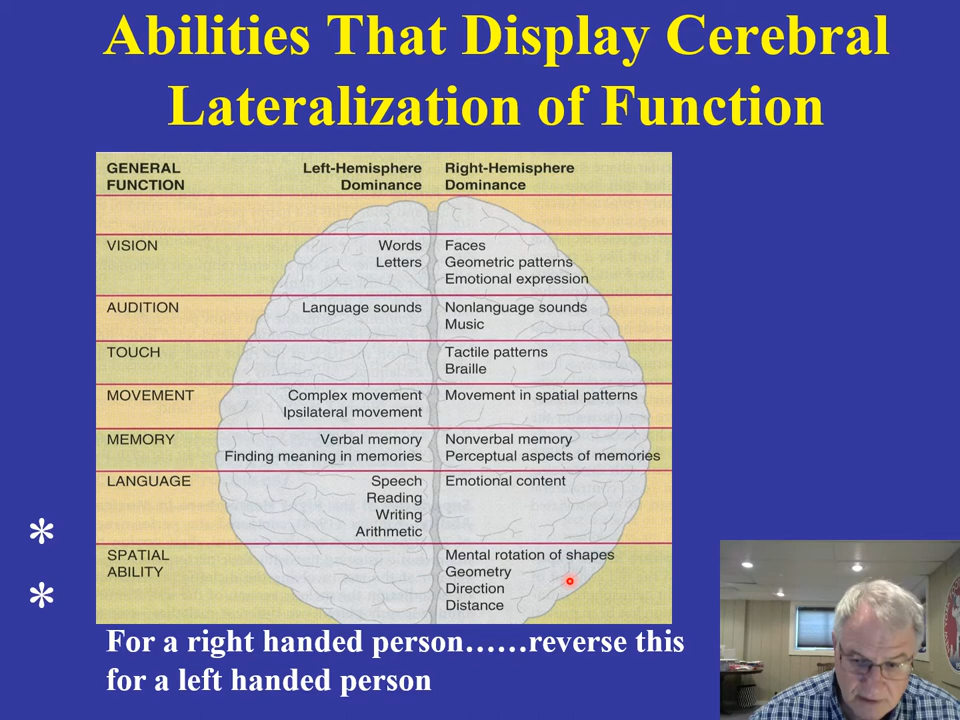 Abilities That Display Cerebral
Lateralization of Function
GENERAL FUNCTION Left-Hemisphere Dominance Right-Hemisphere Dominance
VISION Words Faces
Letters Geometric patterns
Emotional expression
AUDITION Language sounds Nonlanguage sounds
Music
TOUCH Tactile patterns
Braille
MOVEMENT Complex movement Movement in spatial patterns
Ipsilateral movement
MEMORY Verbal memory Nonverbal memory
Finding meaning in memories Perceptual aspects of memories
LANGUAGE Speech Emotional content
Reading
Writing
Arithmetic
*
SPATIAL ABILITY Mental rotation of shapes
Geometry
Direction
*
Distance
For a right handed person……reverse this
for a left handed person